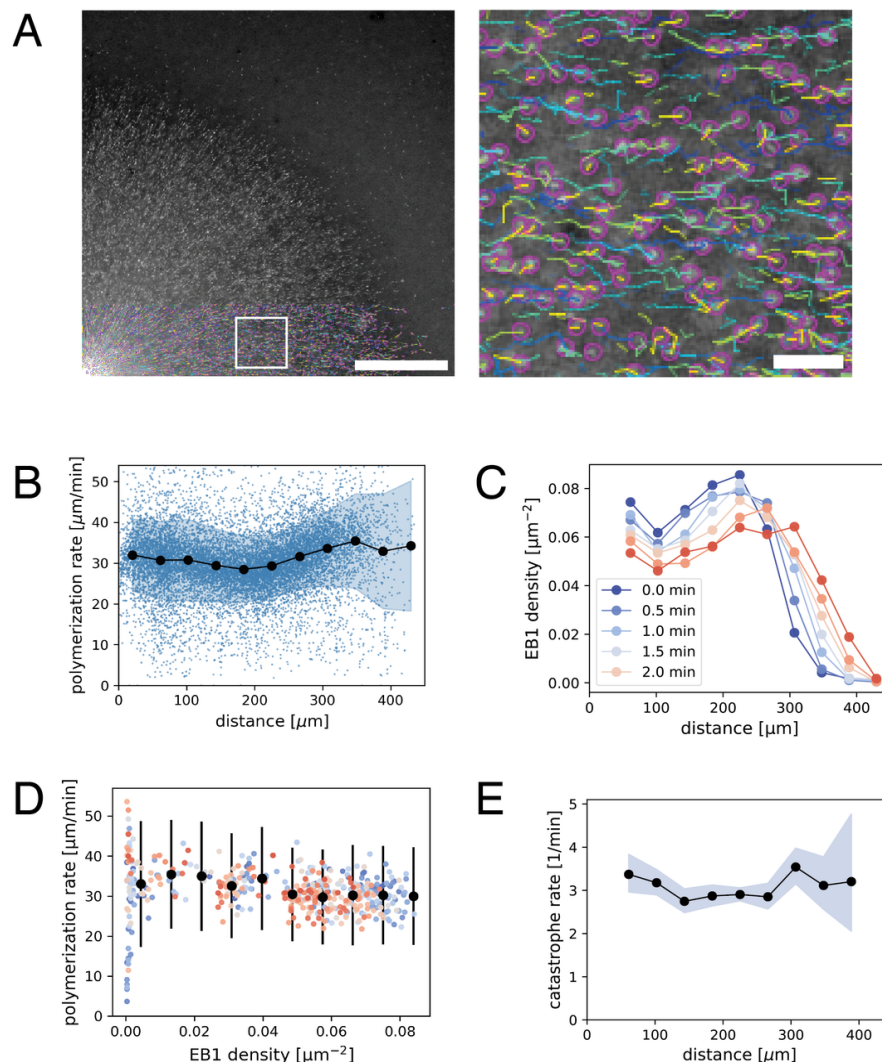 A
B
polymerization rate [μm/min]
50
40
30
20
10
0
0 100 200 300 400
distance [μm]
C
EB1 density [μm⁻²]
0.08
0.06
0.04
0.02
0.00
0.0 min
0.5 min
1.0 min
1.5 min
2.0 min
0 100 200 300 400
distance [μm]
D
polymerization rate [μm/min]
50
40
30
20
10
0
0.00 0.02 0.04 0.06 0.08
EB1 density [μm⁻²]
E
catastrophe rate [1/min]
5
4
3
2
1
0
0 100 200 300 400
distance [μm]